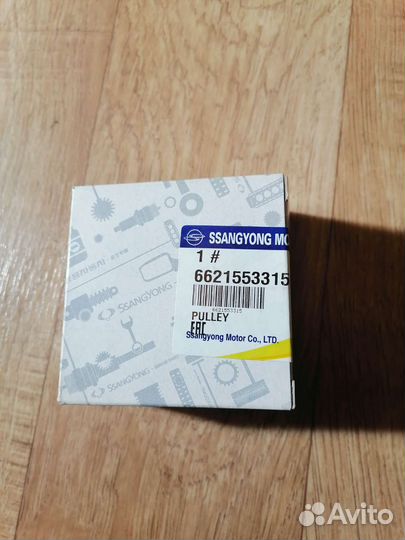 SSANGYONG MO
1 #
6621553315
6621553315
PULLEY
EAC
Ssangyong Motor Co., LTD.
SSANGYONG
SSANGYONG
Avito